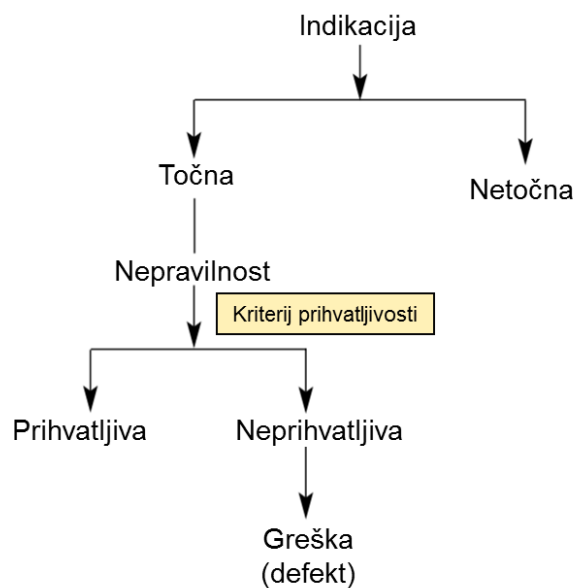 Indikacija
Točna
Netočna
Nepravilnost
Kriterij prihvatljivosti
Prihvatljiva
Neprihvatljiva
Greška
(defekt)